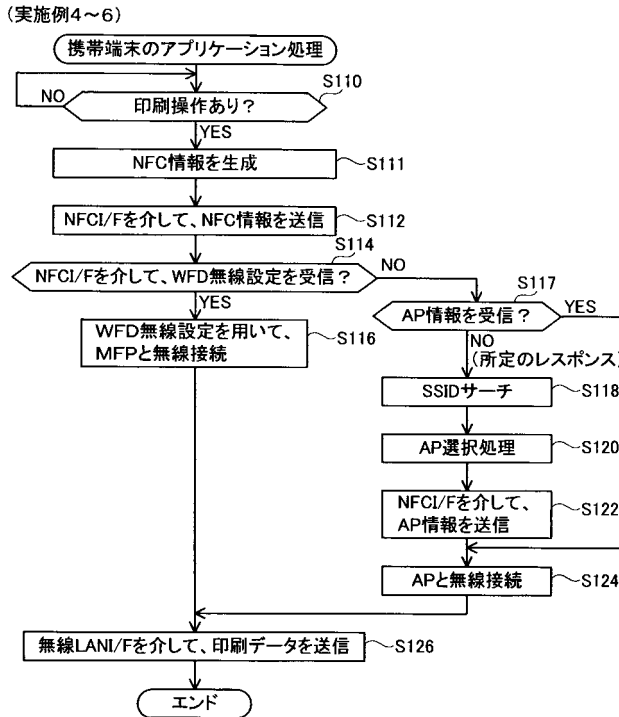 (実施例4~6)
携帯端末のアプリケーション処理
S110
NO
印刷操作あり?
YES
NFC情報を生成
S111
NFCI/Fを介して、NFC情報を送信
S112
S114
NFCI/Fを介して、WFD無線設定を受信?
NO
YES
S117
AP情報を受信?
YES
WFD無線設定を用いて、
MFPと無線接続
S116
NO
(所定のレスポンス)
SSIDサーチ
S118
AP選択処理
S120
NFCI/Fを介して、
AP情報を送信
S122
APと無線接続
S124
無線LANI/Fを介して、印刷データを送信
S126
エンド